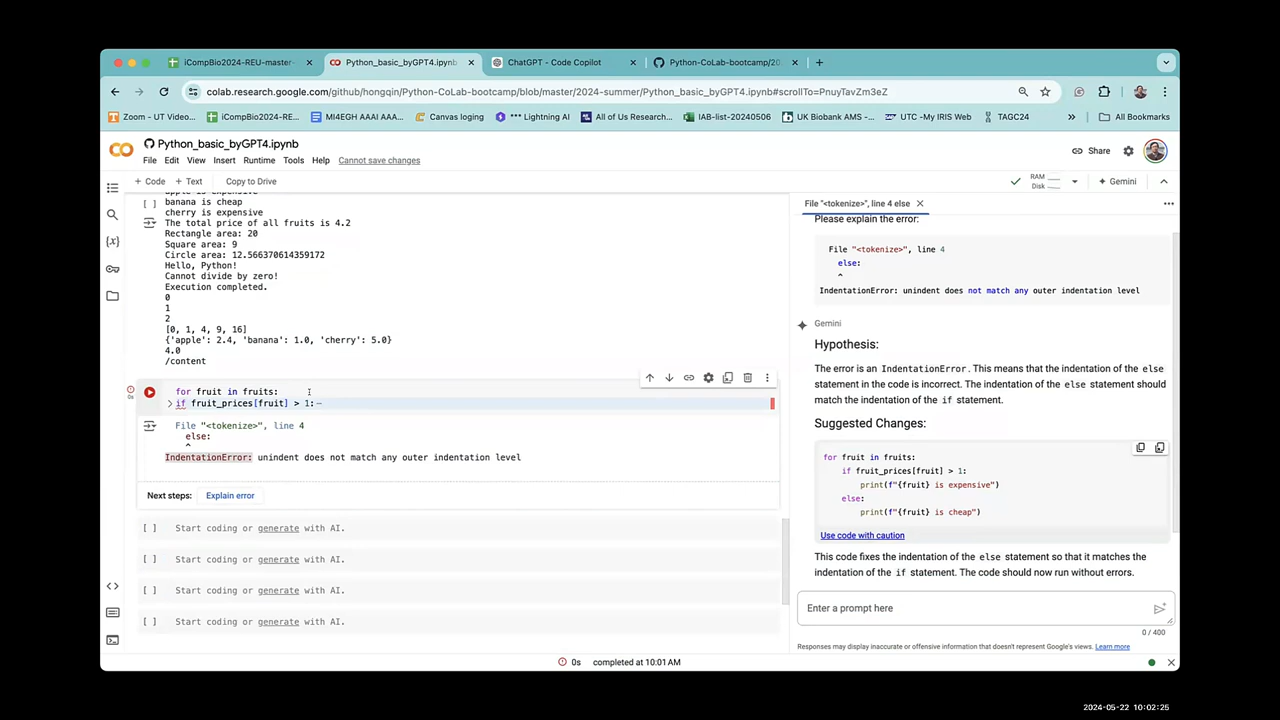 iCompBio2024-REU-master-
Python_basic_byGPT4.ipynb
ChatGPT - Code Copilot
Python-CoLab-bootcamp/20
colab.research.google.com/github/hongqin/Python-CoLab-bootcamp/blob/master/2024-summer/Python_basic_byGPT4.ipynb#scrollTo=PnuyTavZm3eZ
Zoom - UT Video...
iCompBio2024-RE...
MI4EGH AAAI AAA...
Canvas loging
*** Lightning AI
All of Us Research...
IAB-list-20240506
UK Biobank AMS -...
UTC -My IRIS Web
TAGC24
»
All Bookmarks
Python_basic_byGPT4.ipynb
File Edit View Insert Runtime Tools Help Cannot save changes
Share
+ Code + Text Copy to Drive
RAM
Disk
Gemini
apple is expensive
[ ] banana is cheap
cherry is expensive
The total price of all fruits is 4.2
Rectangle area: 20
Square area: 9
Circle area: 12.566370614359172
Hello, Python!
Cannot divide by zero!
Execution completed.
0
1
2
[0, 1, 4, 9, 16]
{'apple': 2.4, 'banana': 1.0, 'cherry': 5.0}
4.0
/content
for fruit in fruits:
if fruit_prices[fruit] > 1:
0s
File "<tokenize>", line 4
else:
^
IndentationError: unindent does not match any outer indentation level
Next steps: Explain error
[ ] Start coding or generate with AI.
[ ] Start coding or generate with AI.
[ ] Start coding or generate with AI.
[ ] Start coding or generate with AI.
File "<tokenize>", line 4 else
Please explain the error:
File "<tokenize>", line 4
else:
^
IndentationError: unindent does not match any outer indentation level
Gemini
Hypothesis:
The error is an IndentationError. This means that the indentation of the else
statement in the code is incorrect. The indentation of the else statement should
match the indentation of the if statement.
Suggested Changes:
for fruit in fruits:
if fruit_prices[fruit] > 1:
print(f"{fruit} is expensive")
else:
print(f"{fruit} is cheap")
Use code with caution
This code fixes the indentation of the else statement so that it matches the
indentation of the if statement. The code should now run without errors.
Enter a prompt here
0 / 400
Responses may display inaccurate or offensive information that doesn't represent Google's views. Learn more
0s completed at 10:01 AM
2024-05-22 10:02:25